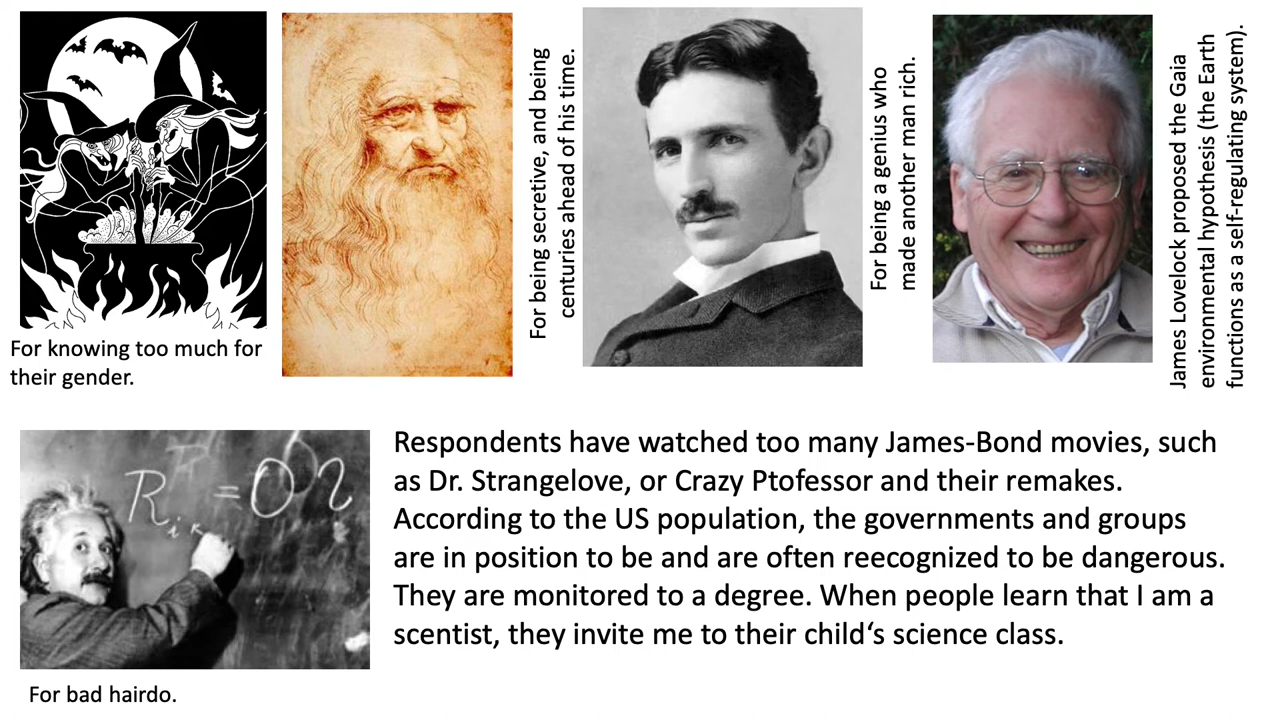 For knowing too much for
their gender.
For being secretive, and being
centuries ahead of his time.
For being a genius who
made another man rich.
James Lovelock proposed the Gaia
environmental hypothesis (the Earth
functions as a self-regulating system).
R i κ = 0 ?
For bad hairdo.
Respondents have watched too many James-Bond movies, such
as Dr. Strangelove, or Crazy Ptofessor and their remakes.
According to the US population, the governments and groups
are in position to be and are often reecognized to be dangerous.
They are monitored to a degree. When people learn that I am a
scentist, they invite me to their child‘s science class.